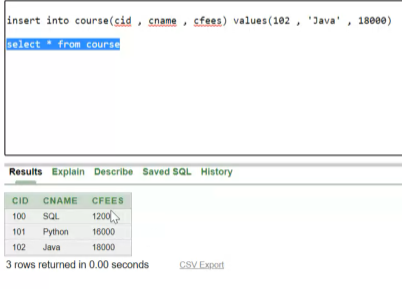 insert into course(cid , cname , cfees) values(102 , 'Java' , 18000)
select * from course
Results Explain Describe Saved SQL History
CID CNAME CFEES
100 SQL
101 Python 16000
102 Java 18000
3 rows returned in 0.00 seconds CSV Export